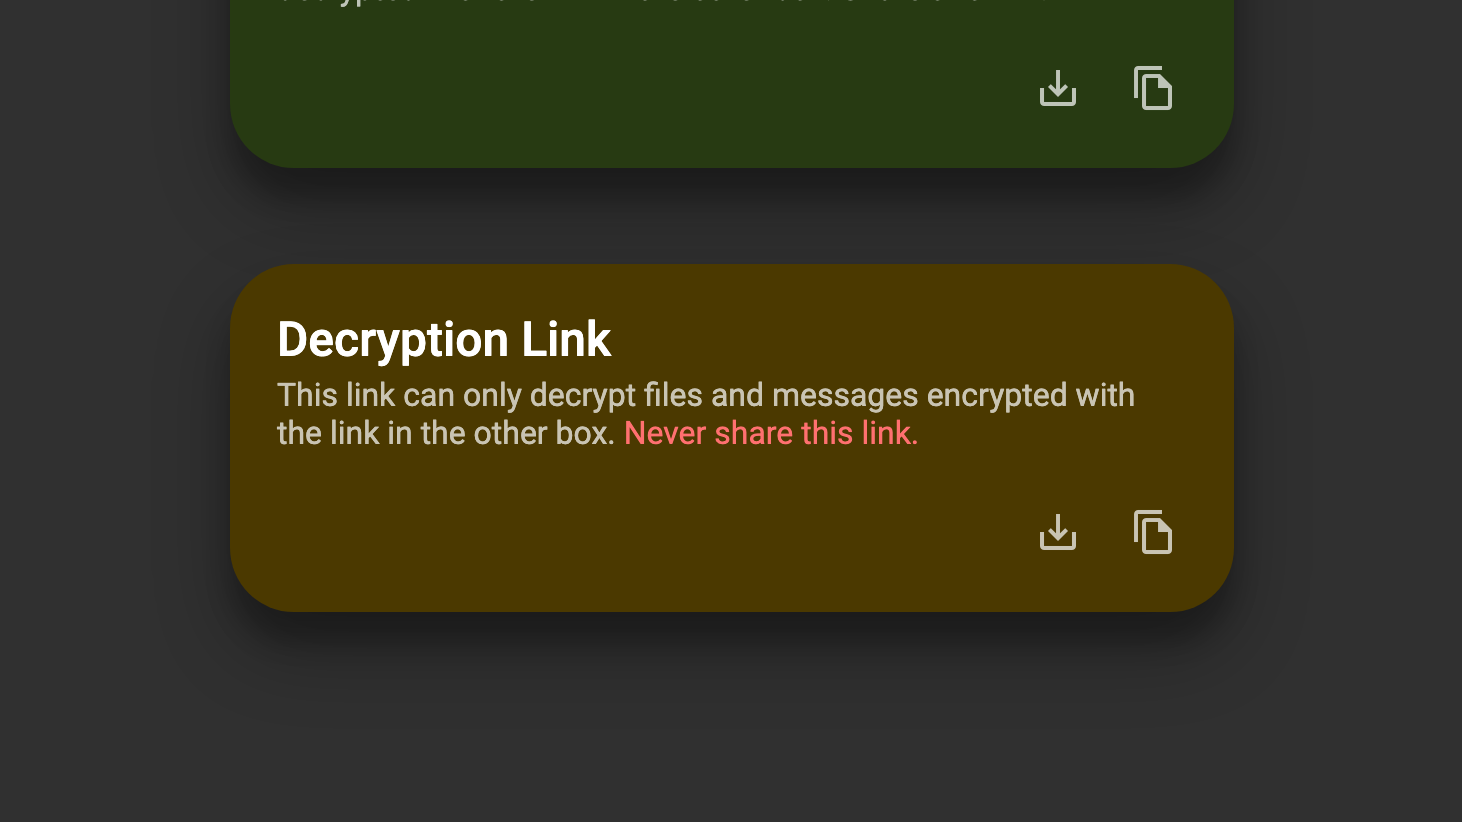 Decryption Link
This link can only decrypt files and messages encrypted with
the link in the other box. Never share this link.